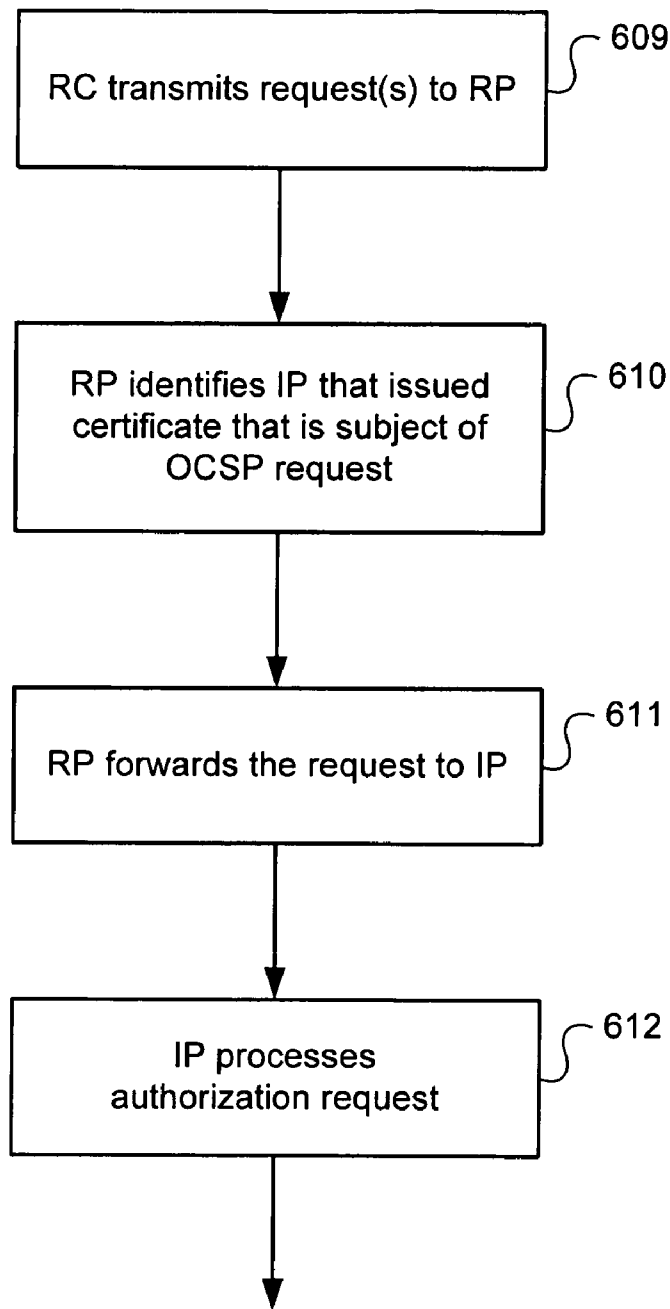 609
RC transmits request(s) to RP
610
RP identifies IP that issued
certificate that is subject of
OCSP request
611
RP forwards the request to IP
612
IP processes
authorization request